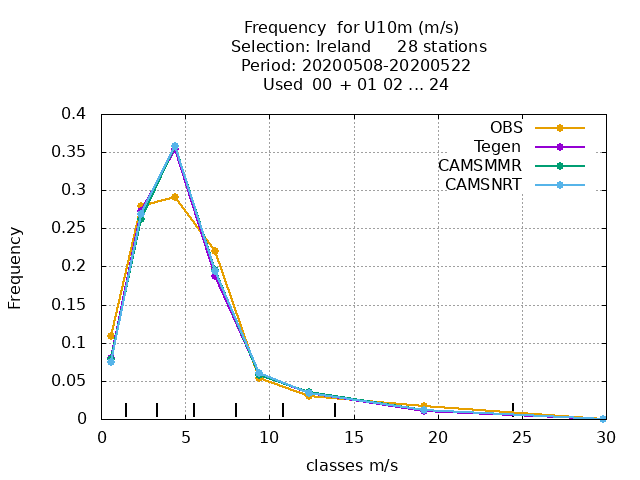 Frequency  for U10m (m/s)
Selection: Ireland     28 stations
Period: 20200508-20200522
Used  00 + 01 02 ... 24
OBS
Tegen
CAMSMMR
CAMSNRT
0.4
0.35
0.3
0.25
0.2
0.15
0.1
0.05
0
Frequency
0 5 10 15 20 25 30
classes m/s